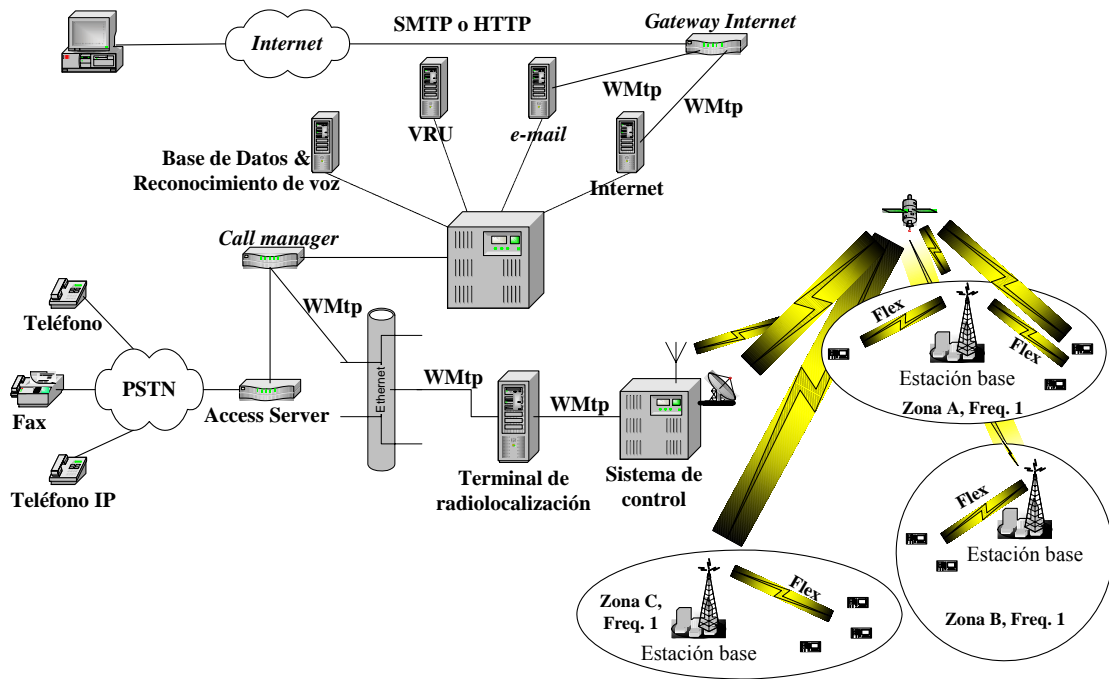 SMTP o HTTP
Gateway Internet
Internet
WMtp
WMtp
VRU
e-mail
Base de Datos &
Reconocimiento de voz
Internet
Call manager
WMtp
Teléfono
PSTN
Fax
Access Server
Teléfono IP
Ethernet
WMtp
WMtp
Terminal de
radiolocalización
Sistema de
control
Flex
Flex
Estación base
Zona A, Freq. 1
Flex
Estación base
Zona B, Freq. 1
Flex
Zona C,
Freq. 1
Estación base